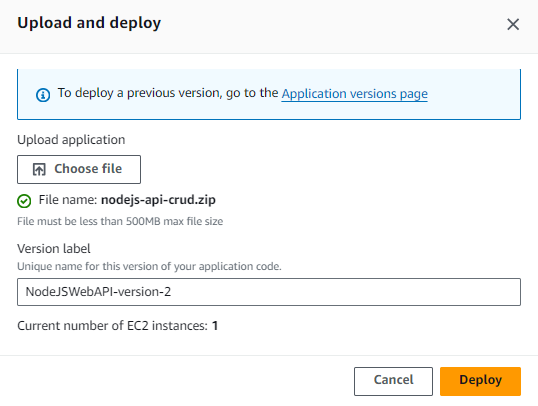 Upload and deploy
To deploy a previous version, go to the Application versions page
Upload application
Choose file
File name: nodejs-api-crud.zip
File must be less than 500MB max file size
Version label
Unique name for this version of your application code.
NodeJSWebAPI-version-2
Current number of EC2 instances: 1
Cancel
Deploy